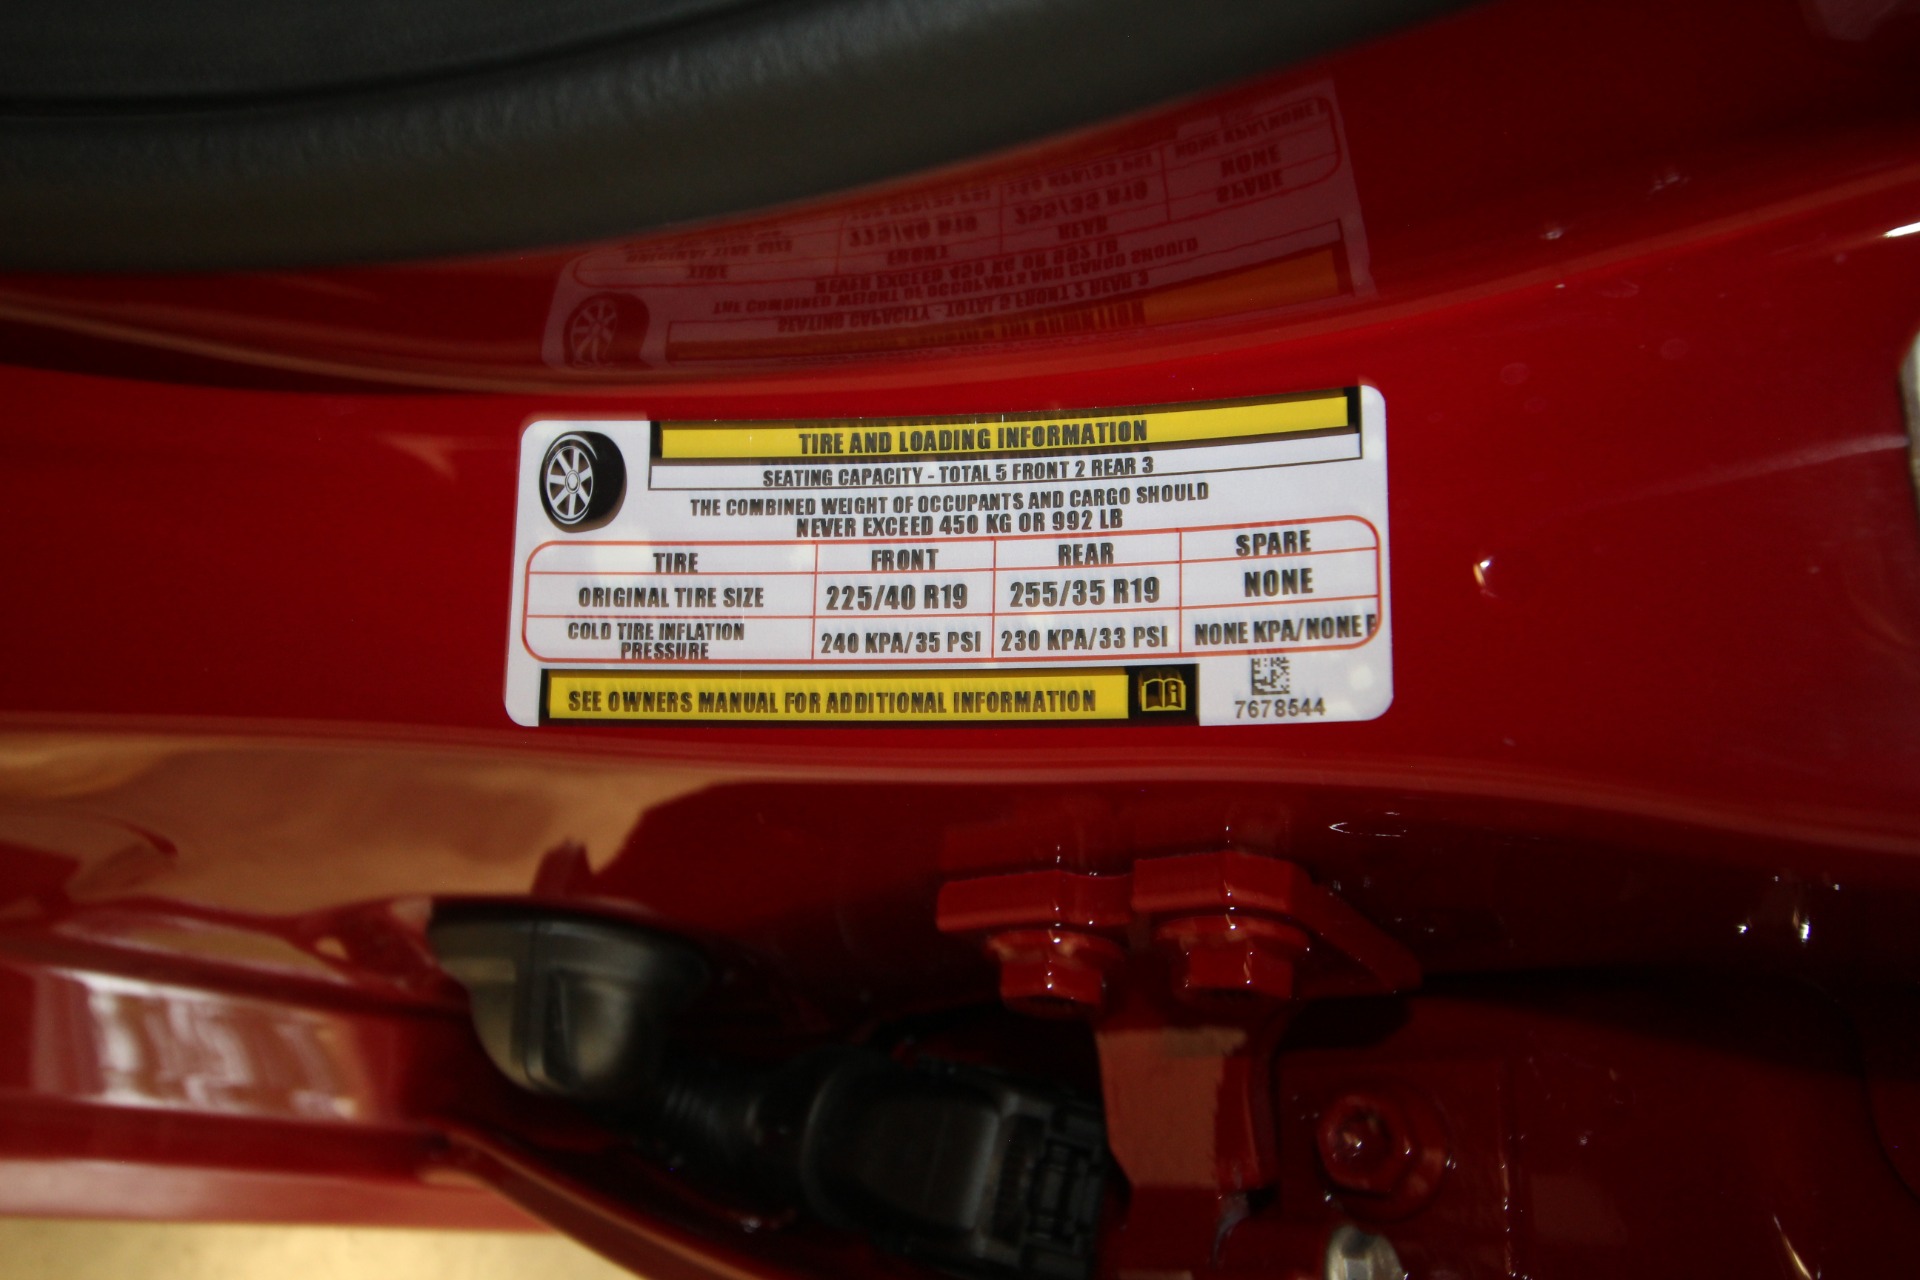 TIRE AND LOADING INFORMATION
SEATING CAPACITY - TOTAL 5 FRONT 2 REAR 3
THE COMBINED WEIGHT OF OCCUPANTS AND CARGO SHOULD
NEVER EXCEED 450 KG OR 992 LB
TIRE FRONT REAR SPARE
ORIGINAL TIRE SIZE 225/40 R19 255/35 R19 NONE
COLD TIRE INFLATION
PRESSURE 240 KPA/35 PSI 230 KPA/33 PSI NONE KPA/NONE P
SEE OWNERS MANUAL FOR ADDITIONAL INFORMATION
7678544